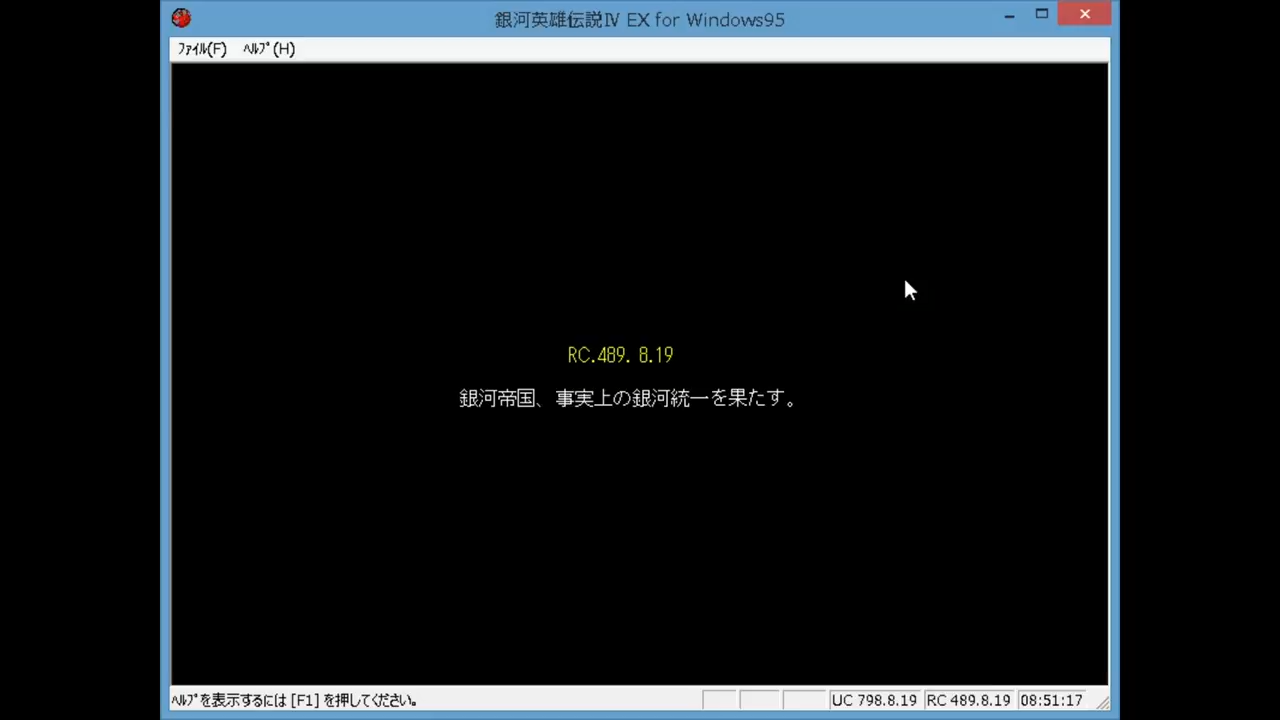 銀河英雄伝説Ⅳ EX for Windows95
ﾌｧｲﾙ(F) ﾍﾙﾌﾟ(H)
RC.489. 8.19
銀河帝国、事実上の銀河統一を果たす。
ﾍﾙﾌﾟを表示するには [F1] を押してください。
UC 798.8.19 RC 489.8.19 08:51:17